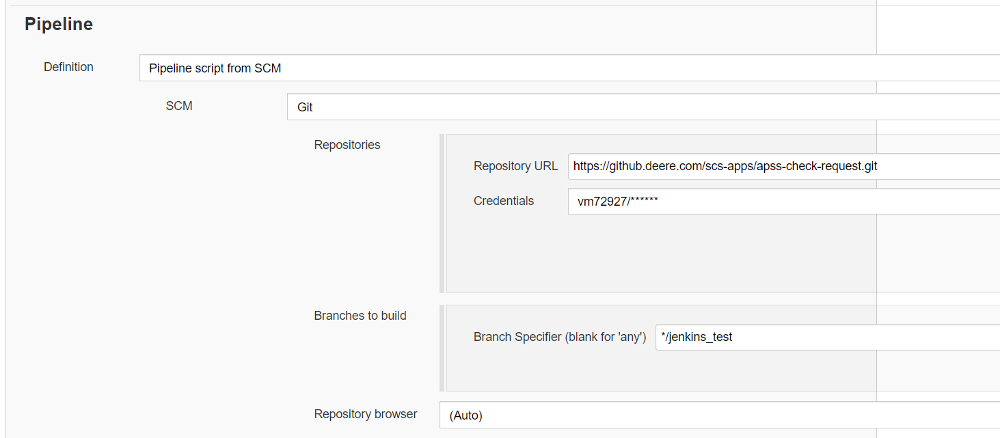 Pipeline
Definition Pipeline script from SCM
SCM Git
Repositories
Repository URL https://github.deere.com/scs-apps/apss-check-request.git
Credentials vm72927/******
Branches to build
Branch Specifier (blank for 'any') */jenkins_test
Repository browser (Auto)